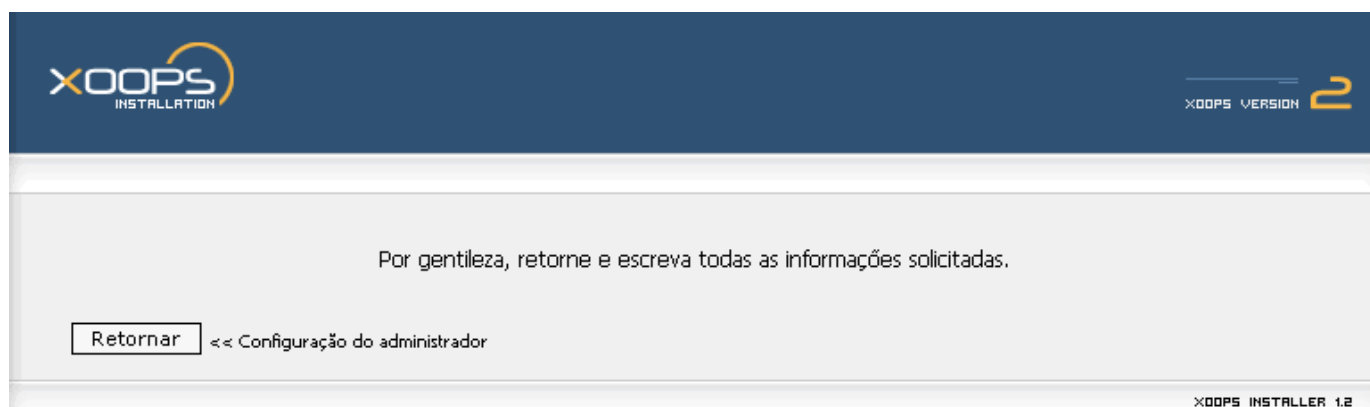 XOOPS
INSTALLATION
XOOPS VERSION 2
Por gentileza, retorne e escreva todas as informações solicitadas.
Retornar << Configuração do administrador
XOOPS INSTALLER 1.2